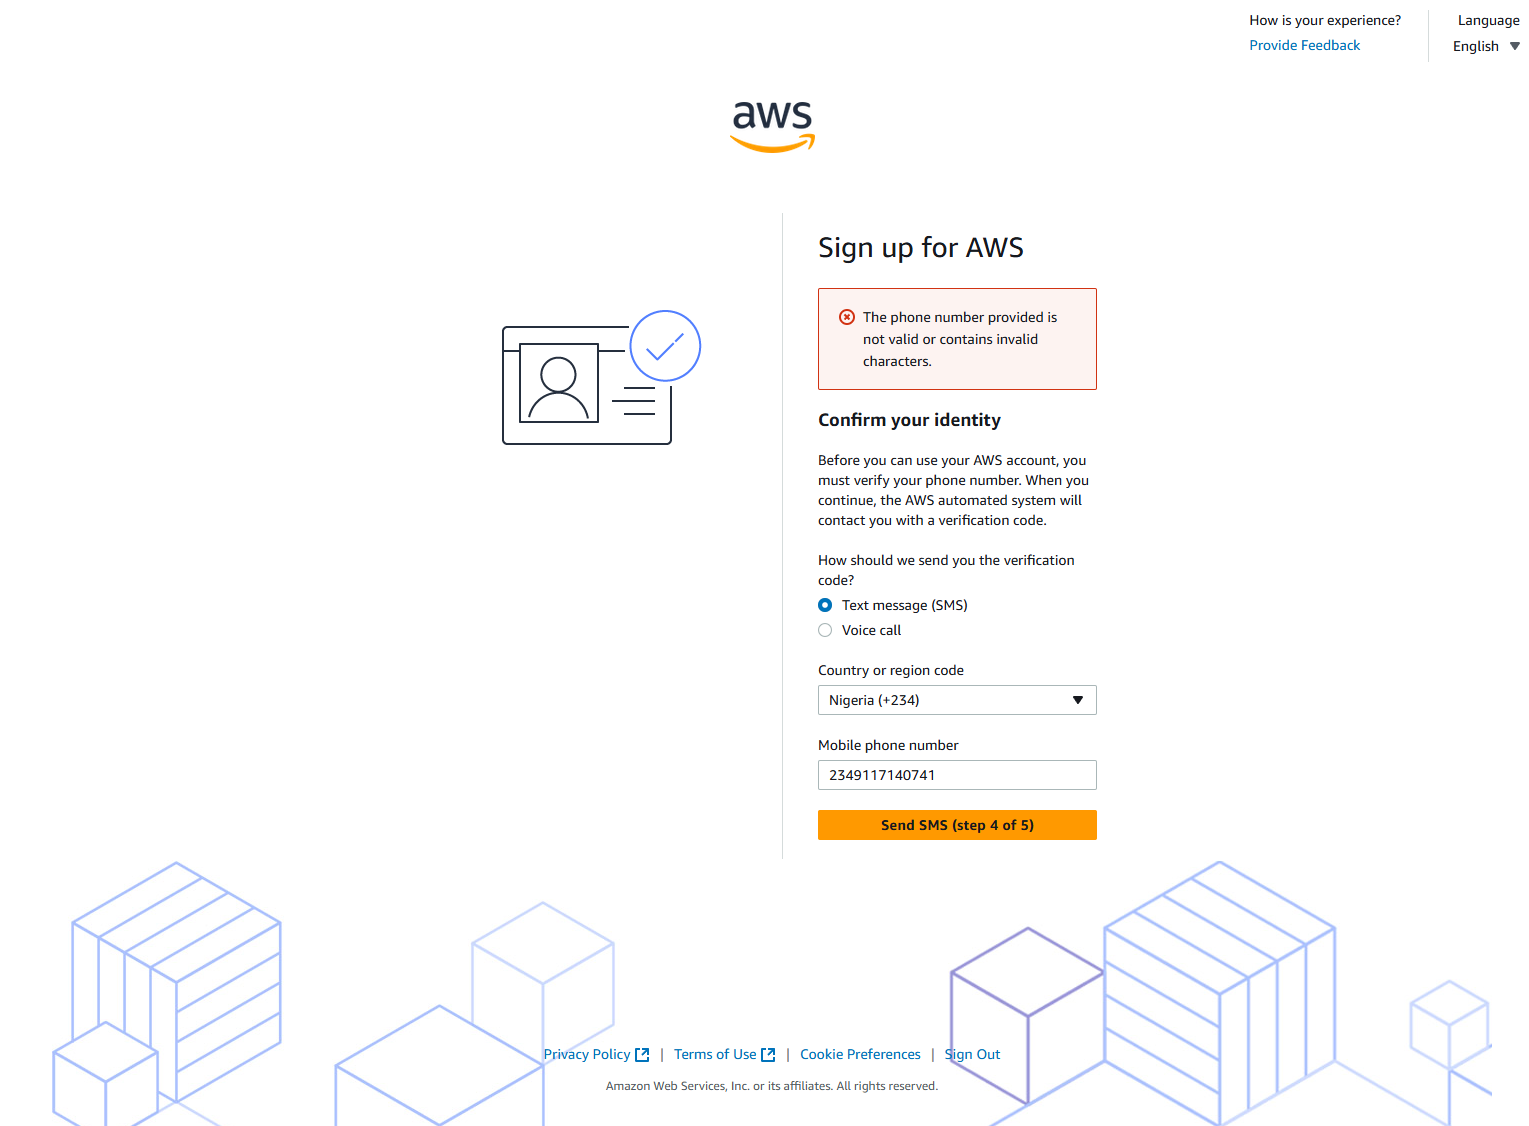 How is your experience?
Provide Feedback
Language
English
aws
Sign up for AWS
The phone number provided is
not valid or contains invalid
characters.
Confirm your identity
Before you can use your AWS account, you
must verify your phone number. When you
continue, the AWS automated system will
contact you with a verification code.
How should we send you the verification
code?
Text message (SMS)
Voice call
Country or region code
Nigeria (+234)
Mobile phone number
2349117140741
Send SMS (step 4 of 5)
Privacy Policy | Terms of Use | Cookie Preferences | Sign Out
Amazon Web Services, Inc. or its affiliates. All rights reserved.